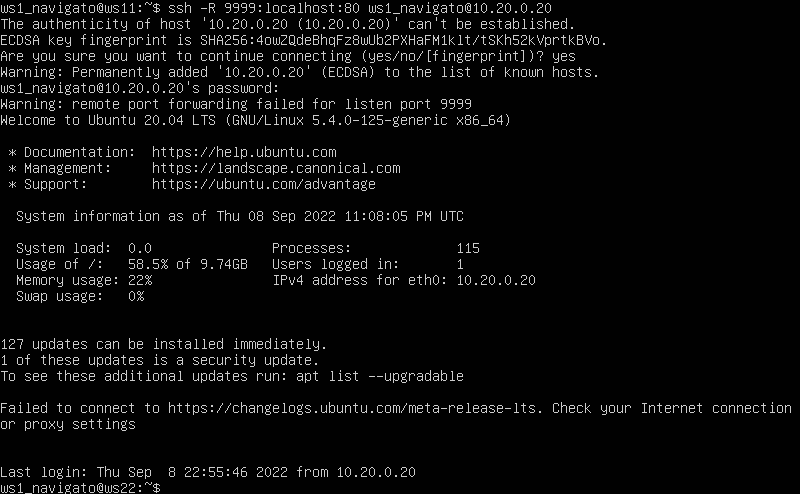 ws1_navigato@ws11:~$ ssh -R 9999:localhost:80 ws1_navigato@10.20.0.20
The authenticity of host '10.20.0.20 (10.20.0.20)' can't be established.
ECDSA key fingerprint is SHA256:4owZQdeBhqFz8wUb2PXHaFM1klt/tSKh52kVprtkBVo.
Are you sure you want to continue connecting (yes/no/[fingerprint])? yes
Warning: Permanently added '10.20.0.20' (ECDSA) to the list of known hosts.
ws1_navigato@10.20.0.20's password:
Warning: remote port forwarding failed for listen port 9999
Welcome to Ubuntu 20.04 LTS (GNU/Linux 5.4.0-125-generic x86_64)
* Documentation:  https://help.ubuntu.com
* Management:     https://landscape.canonical.com
* Support:        https://ubuntu.com/advantage
System information as of Thu 08 Sep 2022 11:08:05 PM UTC
System load:  0.0               Processes:             115
Usage of /:   58.5% of 9.74GB   Users logged in:       1
Memory usage: 22%               IPv4 address for eth0: 10.20.0.20
Swap usage:   0%
127 updates can be installed immediately.
1 of these updates is a security update.
To see these additional updates run: apt list --upgradable
Failed to connect to https://changelogs.ubuntu.com/meta-release-lts. Check your Internet connection
or proxy settings
Last login: Thu Sep  8 22:55:46 2022 from 10.20.0.20
ws1_navigato@ws22:~$